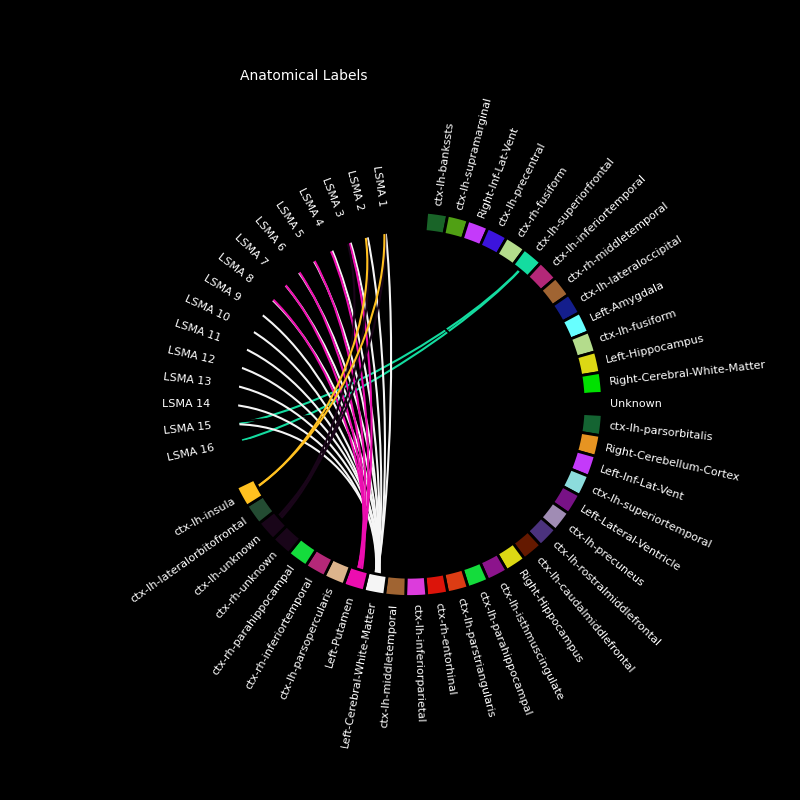 Anatomical Labels
LSMA 1
LSMA 2
LSMA 3
LSMA 4
LSMA 5
LSMA 6
LSMA 7
LSMA 8
LSMA 9
LSMA 10
LSMA 11
LSMA 12
LSMA 13
LSMA 14
LSMA 15
LSMA 16
ctx-lh-insula
ctx-lh-lateralorbitofrontal
ctx-lh-unknown
ctx-rh-unknown
ctx-rh-parahippocampal
ctx-rh-inferiortemporal
ctx-lh-parsopercularis
Left-Putamen
Left-Cerebral-White-Matter
ctx-lh-middletemporal
ctx-lh-inferiorparietal
ctx-rh-entorhinal
ctx-lh-parstriangularis
ctx-lh-parahippocampal
ctx-lh-isthmuscingulate
Right-Hippocampus
ctx-lh-caudalmiddlefrontal
ctx-lh-rostralmiddlefrontal
ctx-lh-precuneus
Left-Lateral-Ventricle
ctx-lh-superiortemporal
Left-Inf-Lat-Vent
Right-Cerebellum-Cortex
ctx-lh-parsorbitalis
Unknown
Right-Cerebral-White-Matter
Left-Hippocampus
ctx-lh-fusiform
Left-Amygdala
ctx-lh-lateraloccipital
ctx-rh-middletemporal
ctx-lh-inferiortemporal
ctx-lh-superiorfrontal
ctx-rh-fusiform
ctx-lh-precentral
Right-Inf-Lat-Vent
ctx-lh-supramarginal
ctx-lh-bankssts